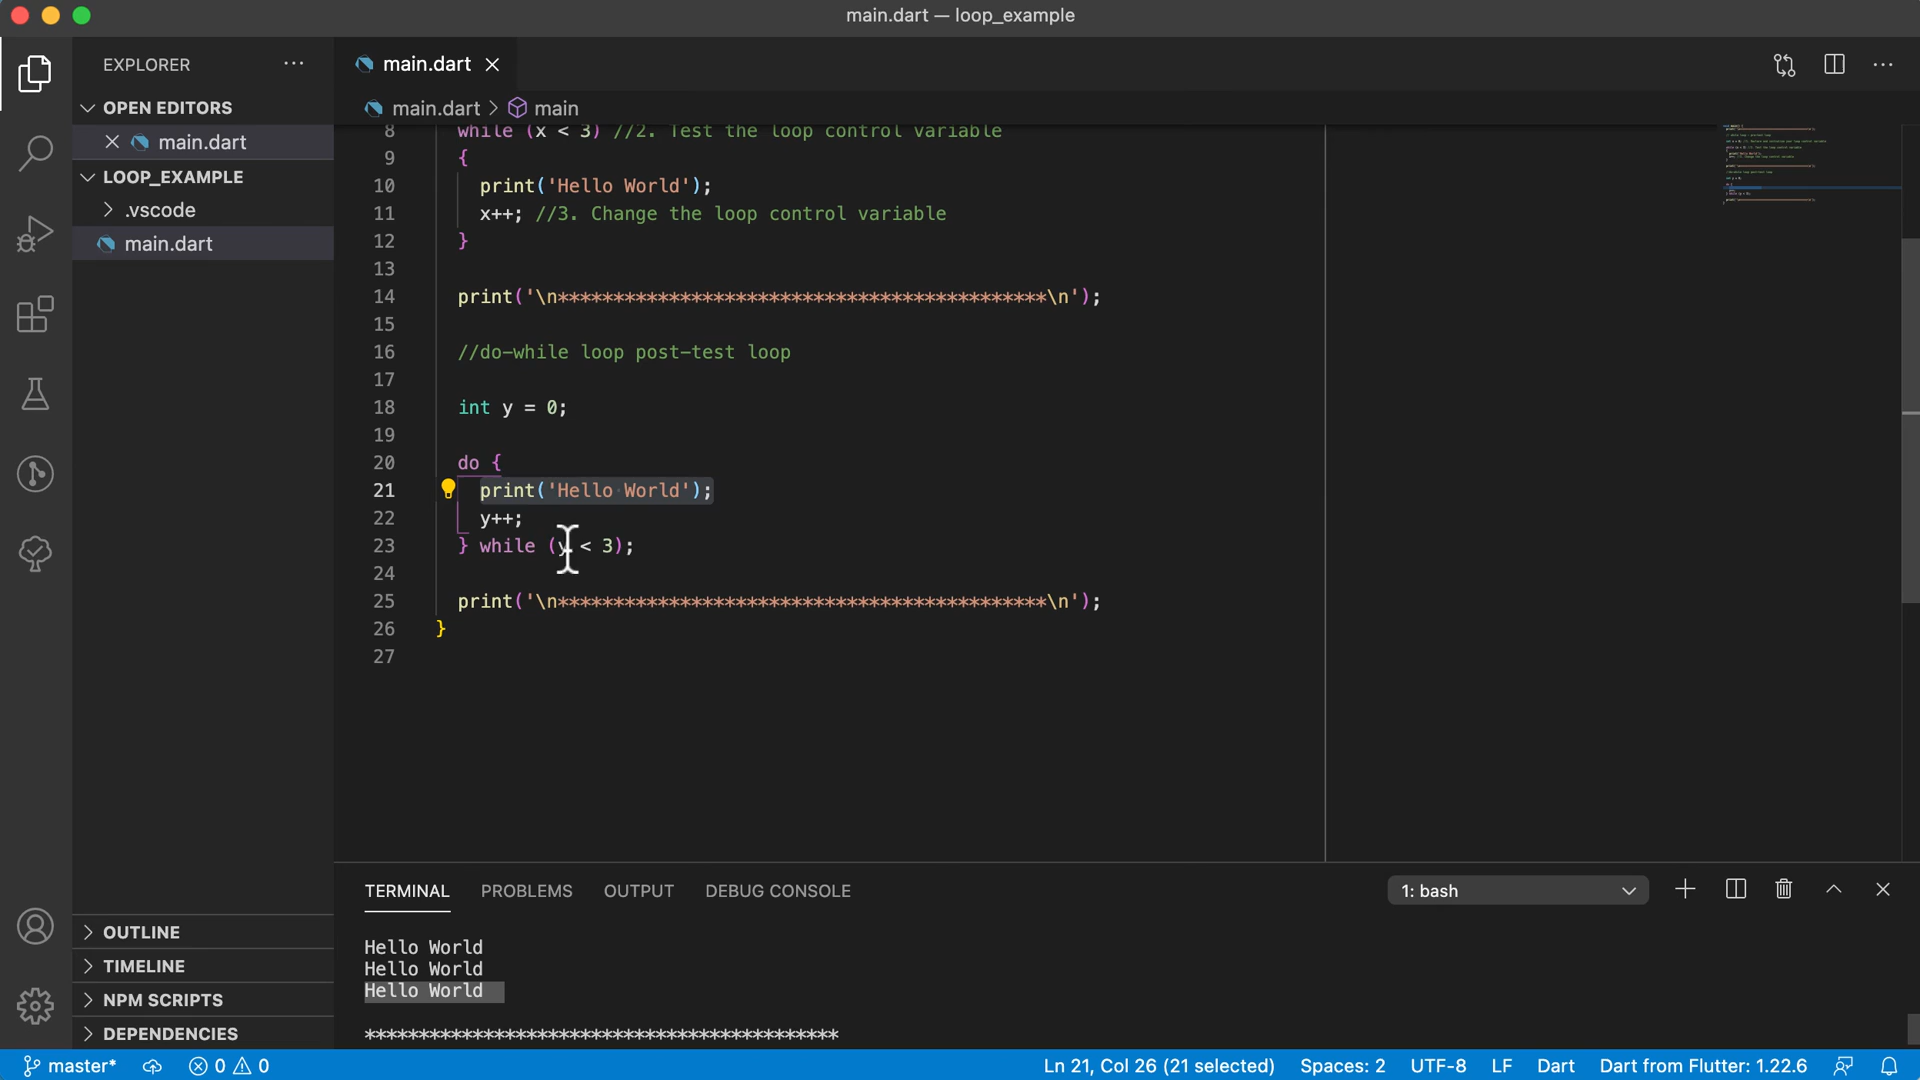 main.dart — loop_example
EXPLORER
OPEN EDITORS
main.dart
LOOP_EXAMPLE
.vscode
main.dart
OUTLINE
TIMELINE
NPM SCRIPTS
DEPENDENCIES
main.dart
main.dart > main
8 while (x < 3) //2. Test the loop control variable
9 {
10 print('Hello World');
11 x++; //3. Change the loop control variable
12 }
13
14 print('\n*********************************************\n');
15
16 //do-while loop post-test loop
17
18 int y = 0;
19
20 do {
21 print('Hello World');
22 y++;
23 } while (y < 3);
24
25 print('\n*********************************************\n');
26 }
27
TERMINAL PROBLEMS OUTPUT DEBUG CONSOLE 1: bash
Hello World
Hello World
Hello World
*********************************************
master* 0 0 Ln 21, Col 26 (21 selected) Spaces: 2 UTF-8 LF Dart Dart from Flutter: 1.22.6